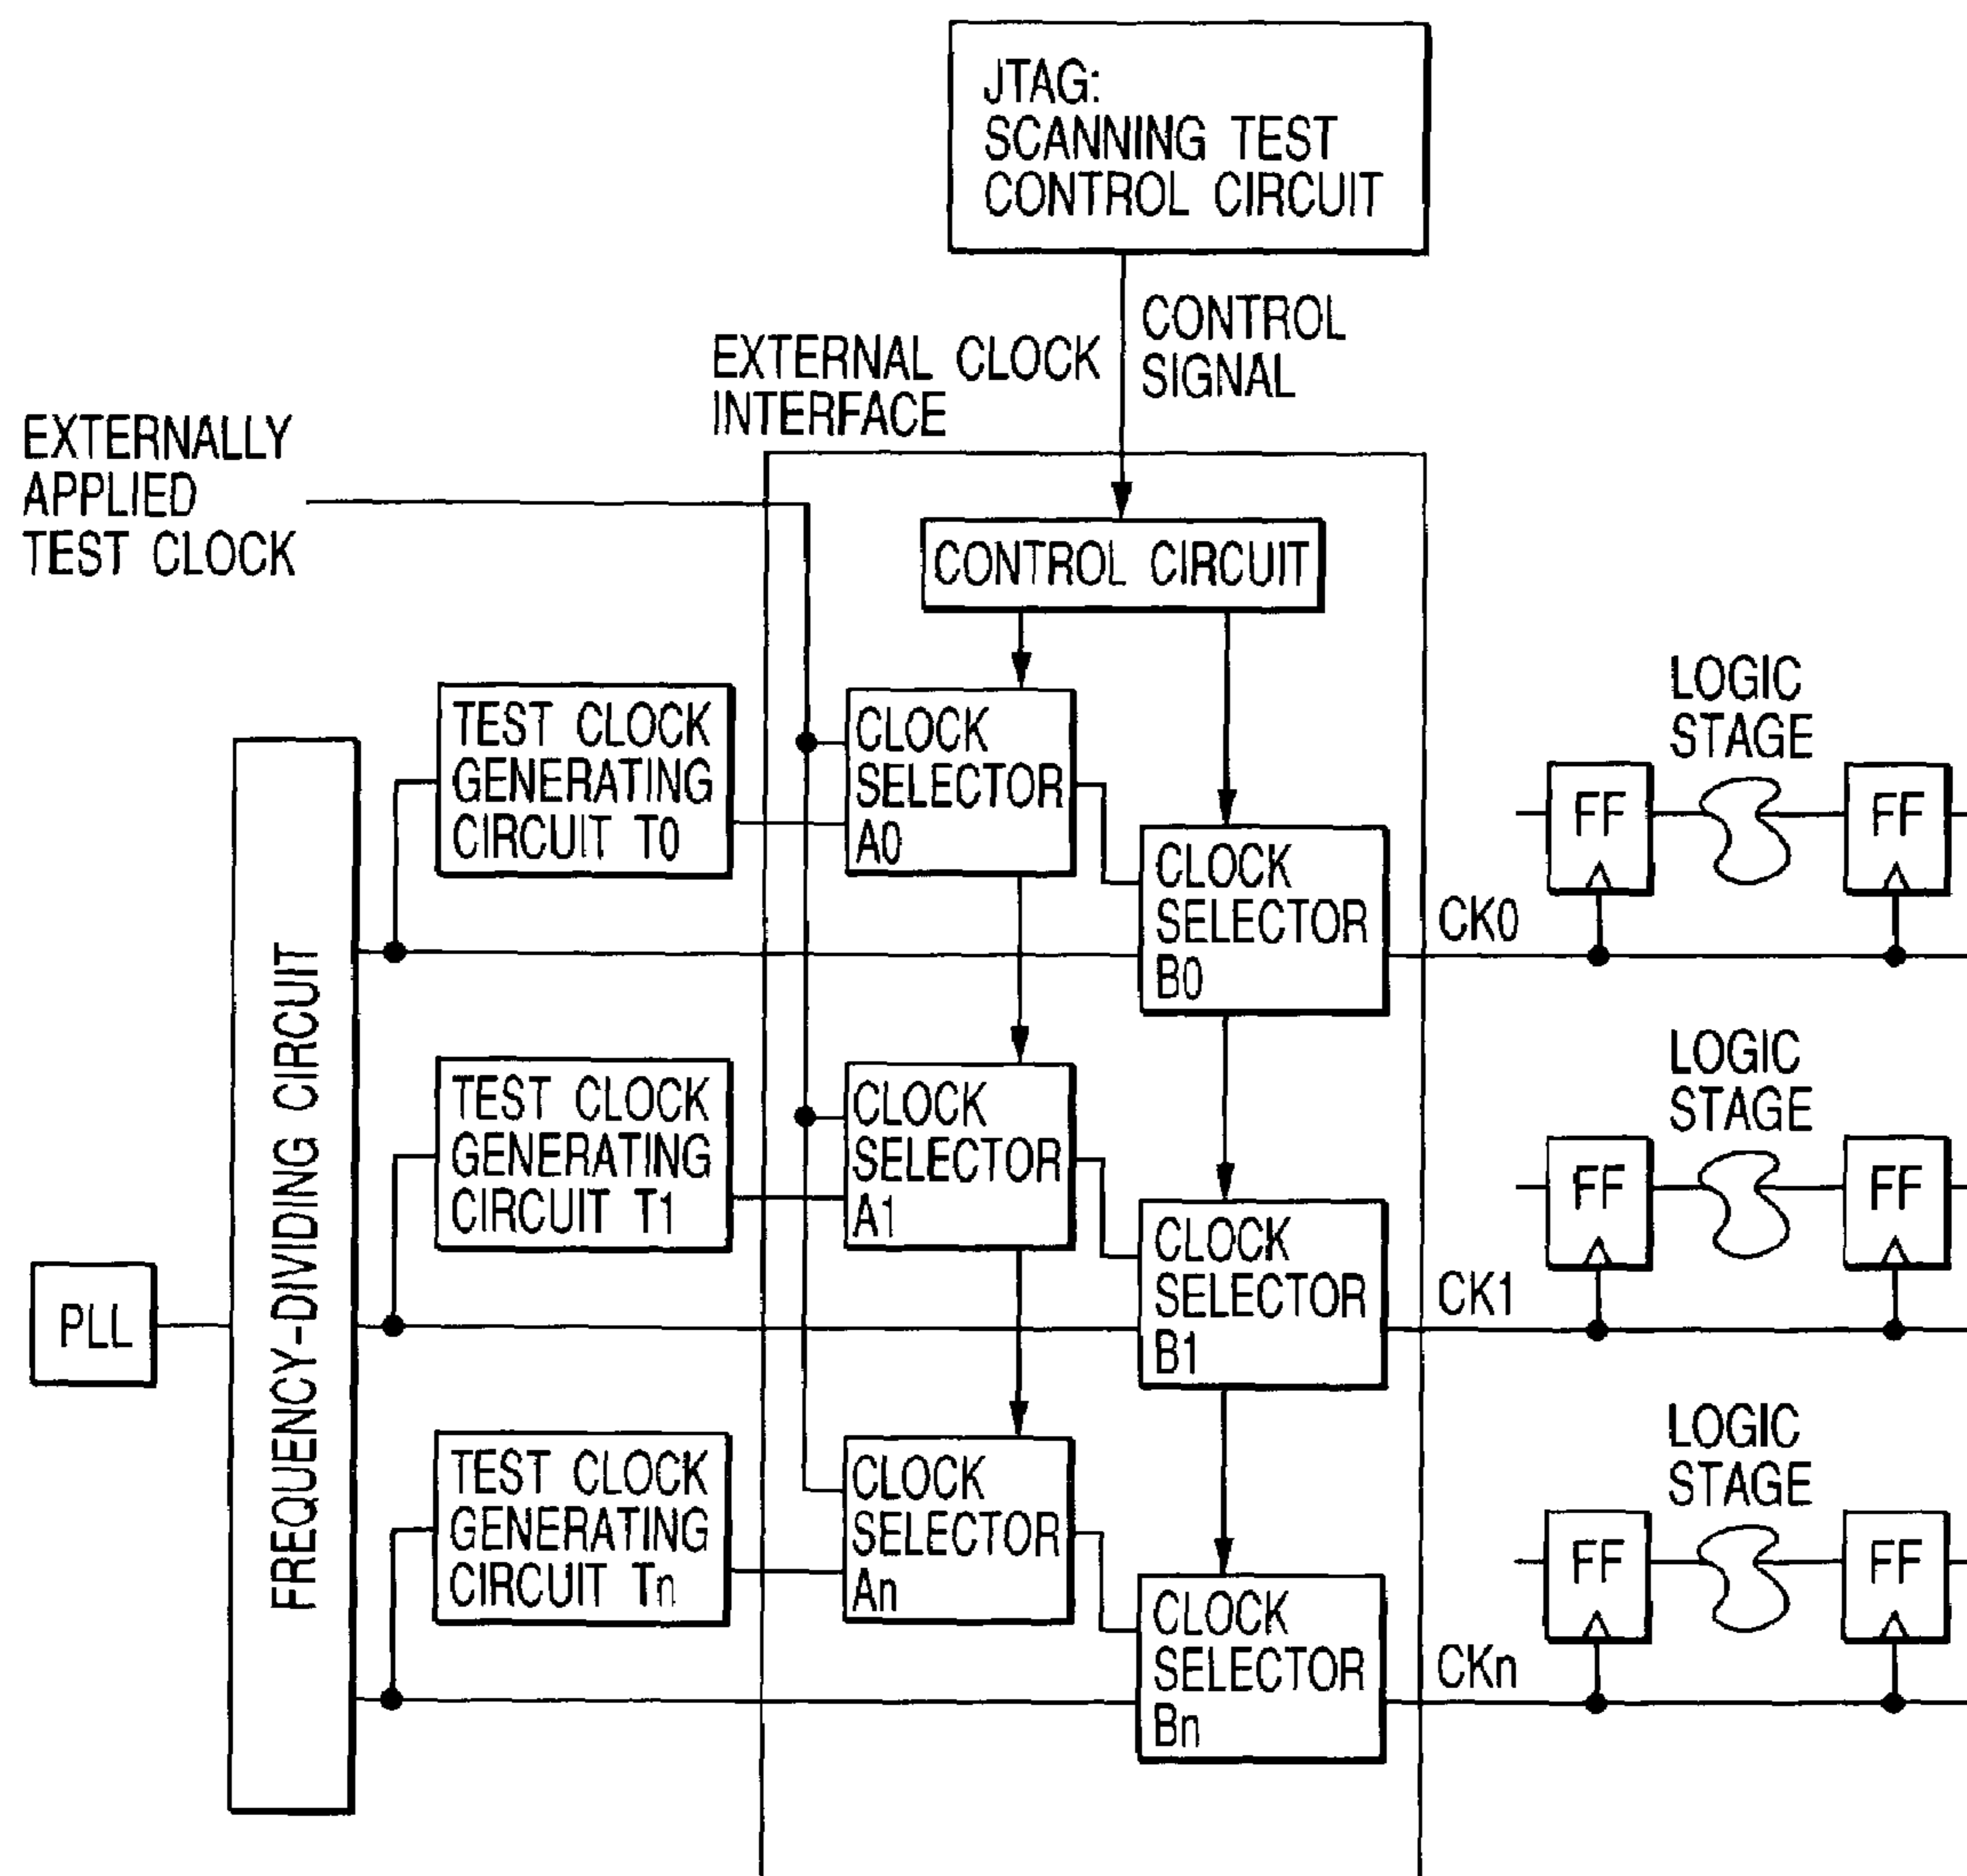 JTAG:
SCANNING TEST
CONTROL CIRCUIT
CONTROL
SIGNAL
EXTERNAL CLOCK
INTERFACE
EXTERNALLY
APPLIED
TEST CLOCK
CONTROL CIRCUIT
TEST CLOCK
GENERATING
CIRCUIT T0
CLOCK
SELECTOR
A0
CLOCK
SELECTOR
B0
CK0
LOGIC
STAGE
FF
FF
FREQUENCY-DIVIDING CIRCUIT
PLL
TEST CLOCK
GENERATING
CIRCUIT T1
CLOCK
SELECTOR
A1
CLOCK
SELECTOR
B1
CK1
LOGIC
STAGE
FF
FF
TEST CLOCK
GENERATING
CIRCUIT Tn
CLOCK
SELECTOR
An
CLOCK
SELECTOR
Bn
CKn
LOGIC
STAGE
FF
FF